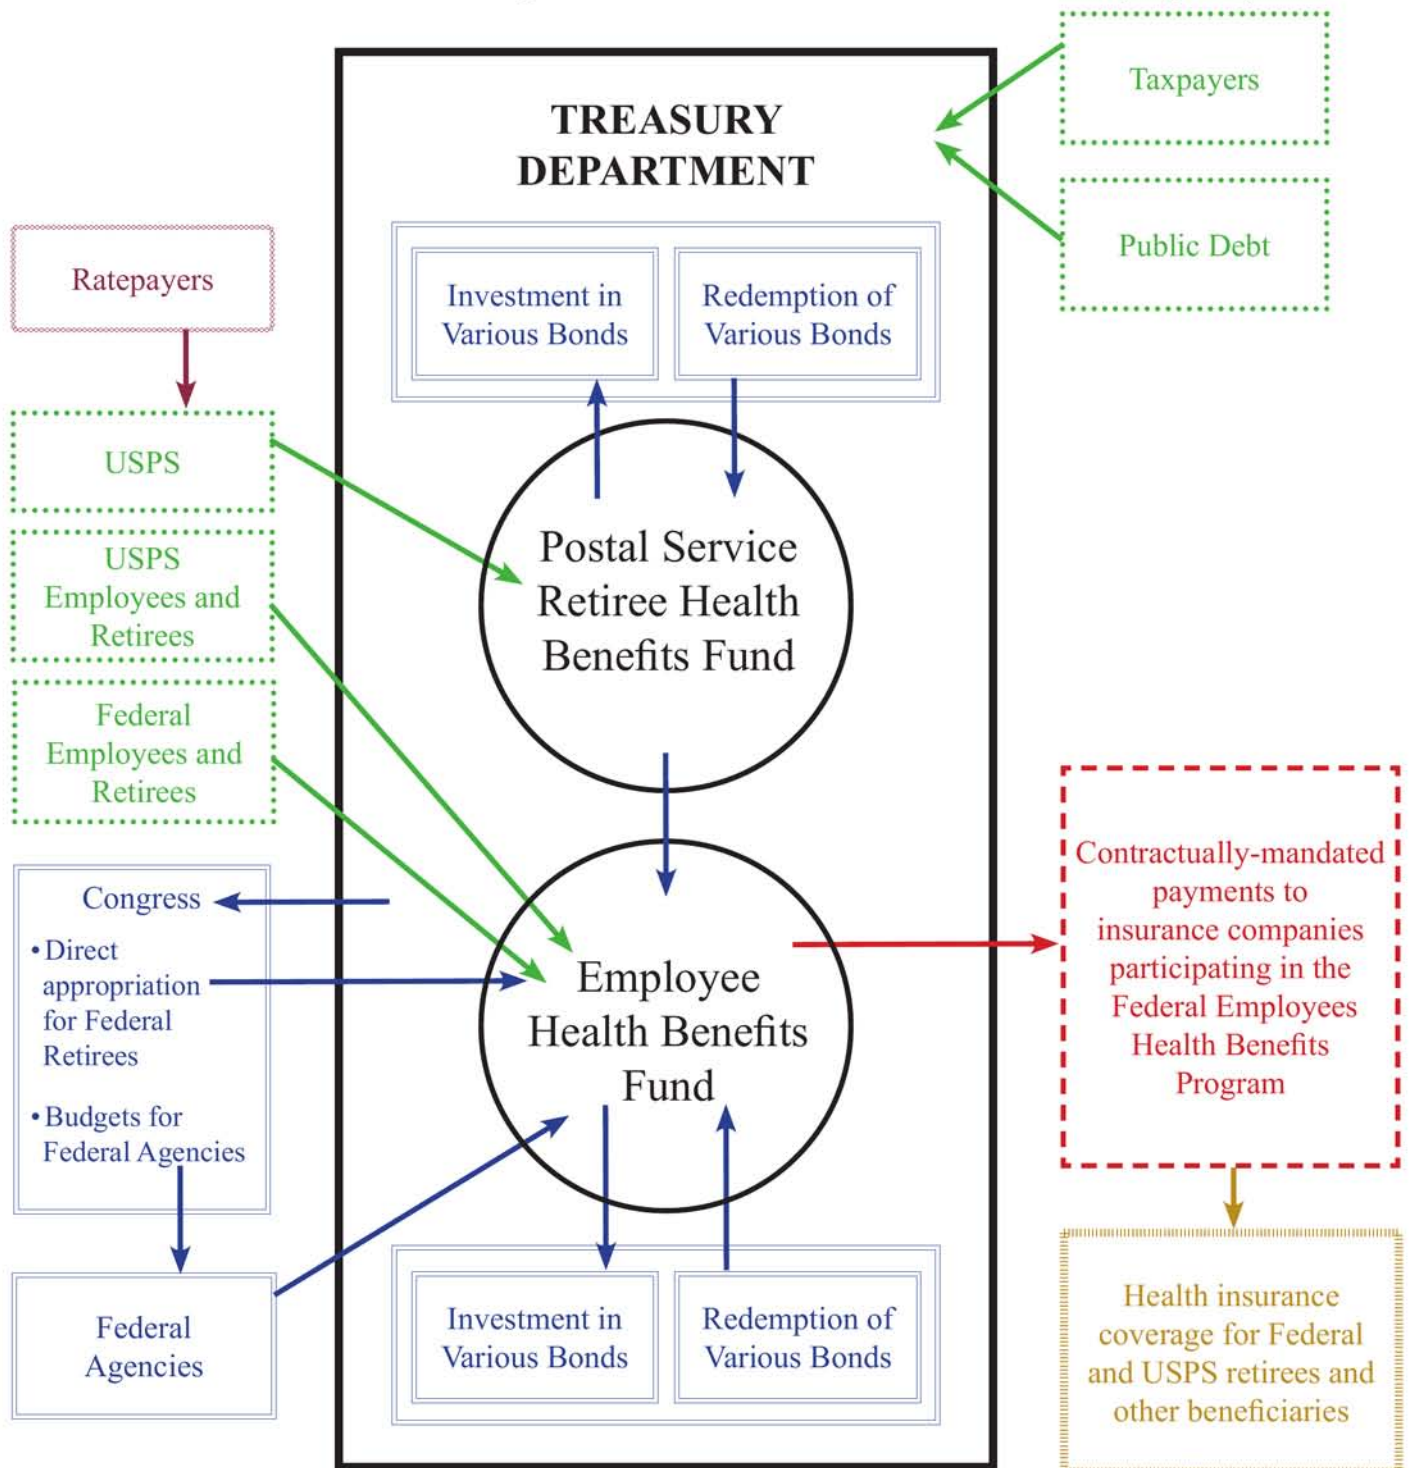 TREASURY
DEPARTMENT
Taxpayers
Public Debt
Ratepayers
Investment in
Various Bonds
Redemption of
Various Bonds
USPS
USPS
Employees and
Retirees
Federal
Employees and
Retirees
Postal Service
Retiree Health
Benefits Fund
Congress
• Direct
appropriation
for Federal
Retirees
• Budgets for
Federal Agencies
Federal
Agencies
Employee
Health Benefits
Fund
Investment in
Various Bonds
Redemption of
Various Bonds
Contractually-mandated
payments to
insurance companies
participating in the
Federal Employees
Health Benefits
Program
Health insurance
coverage for Federal
and USPS retirees and
other beneficiaries